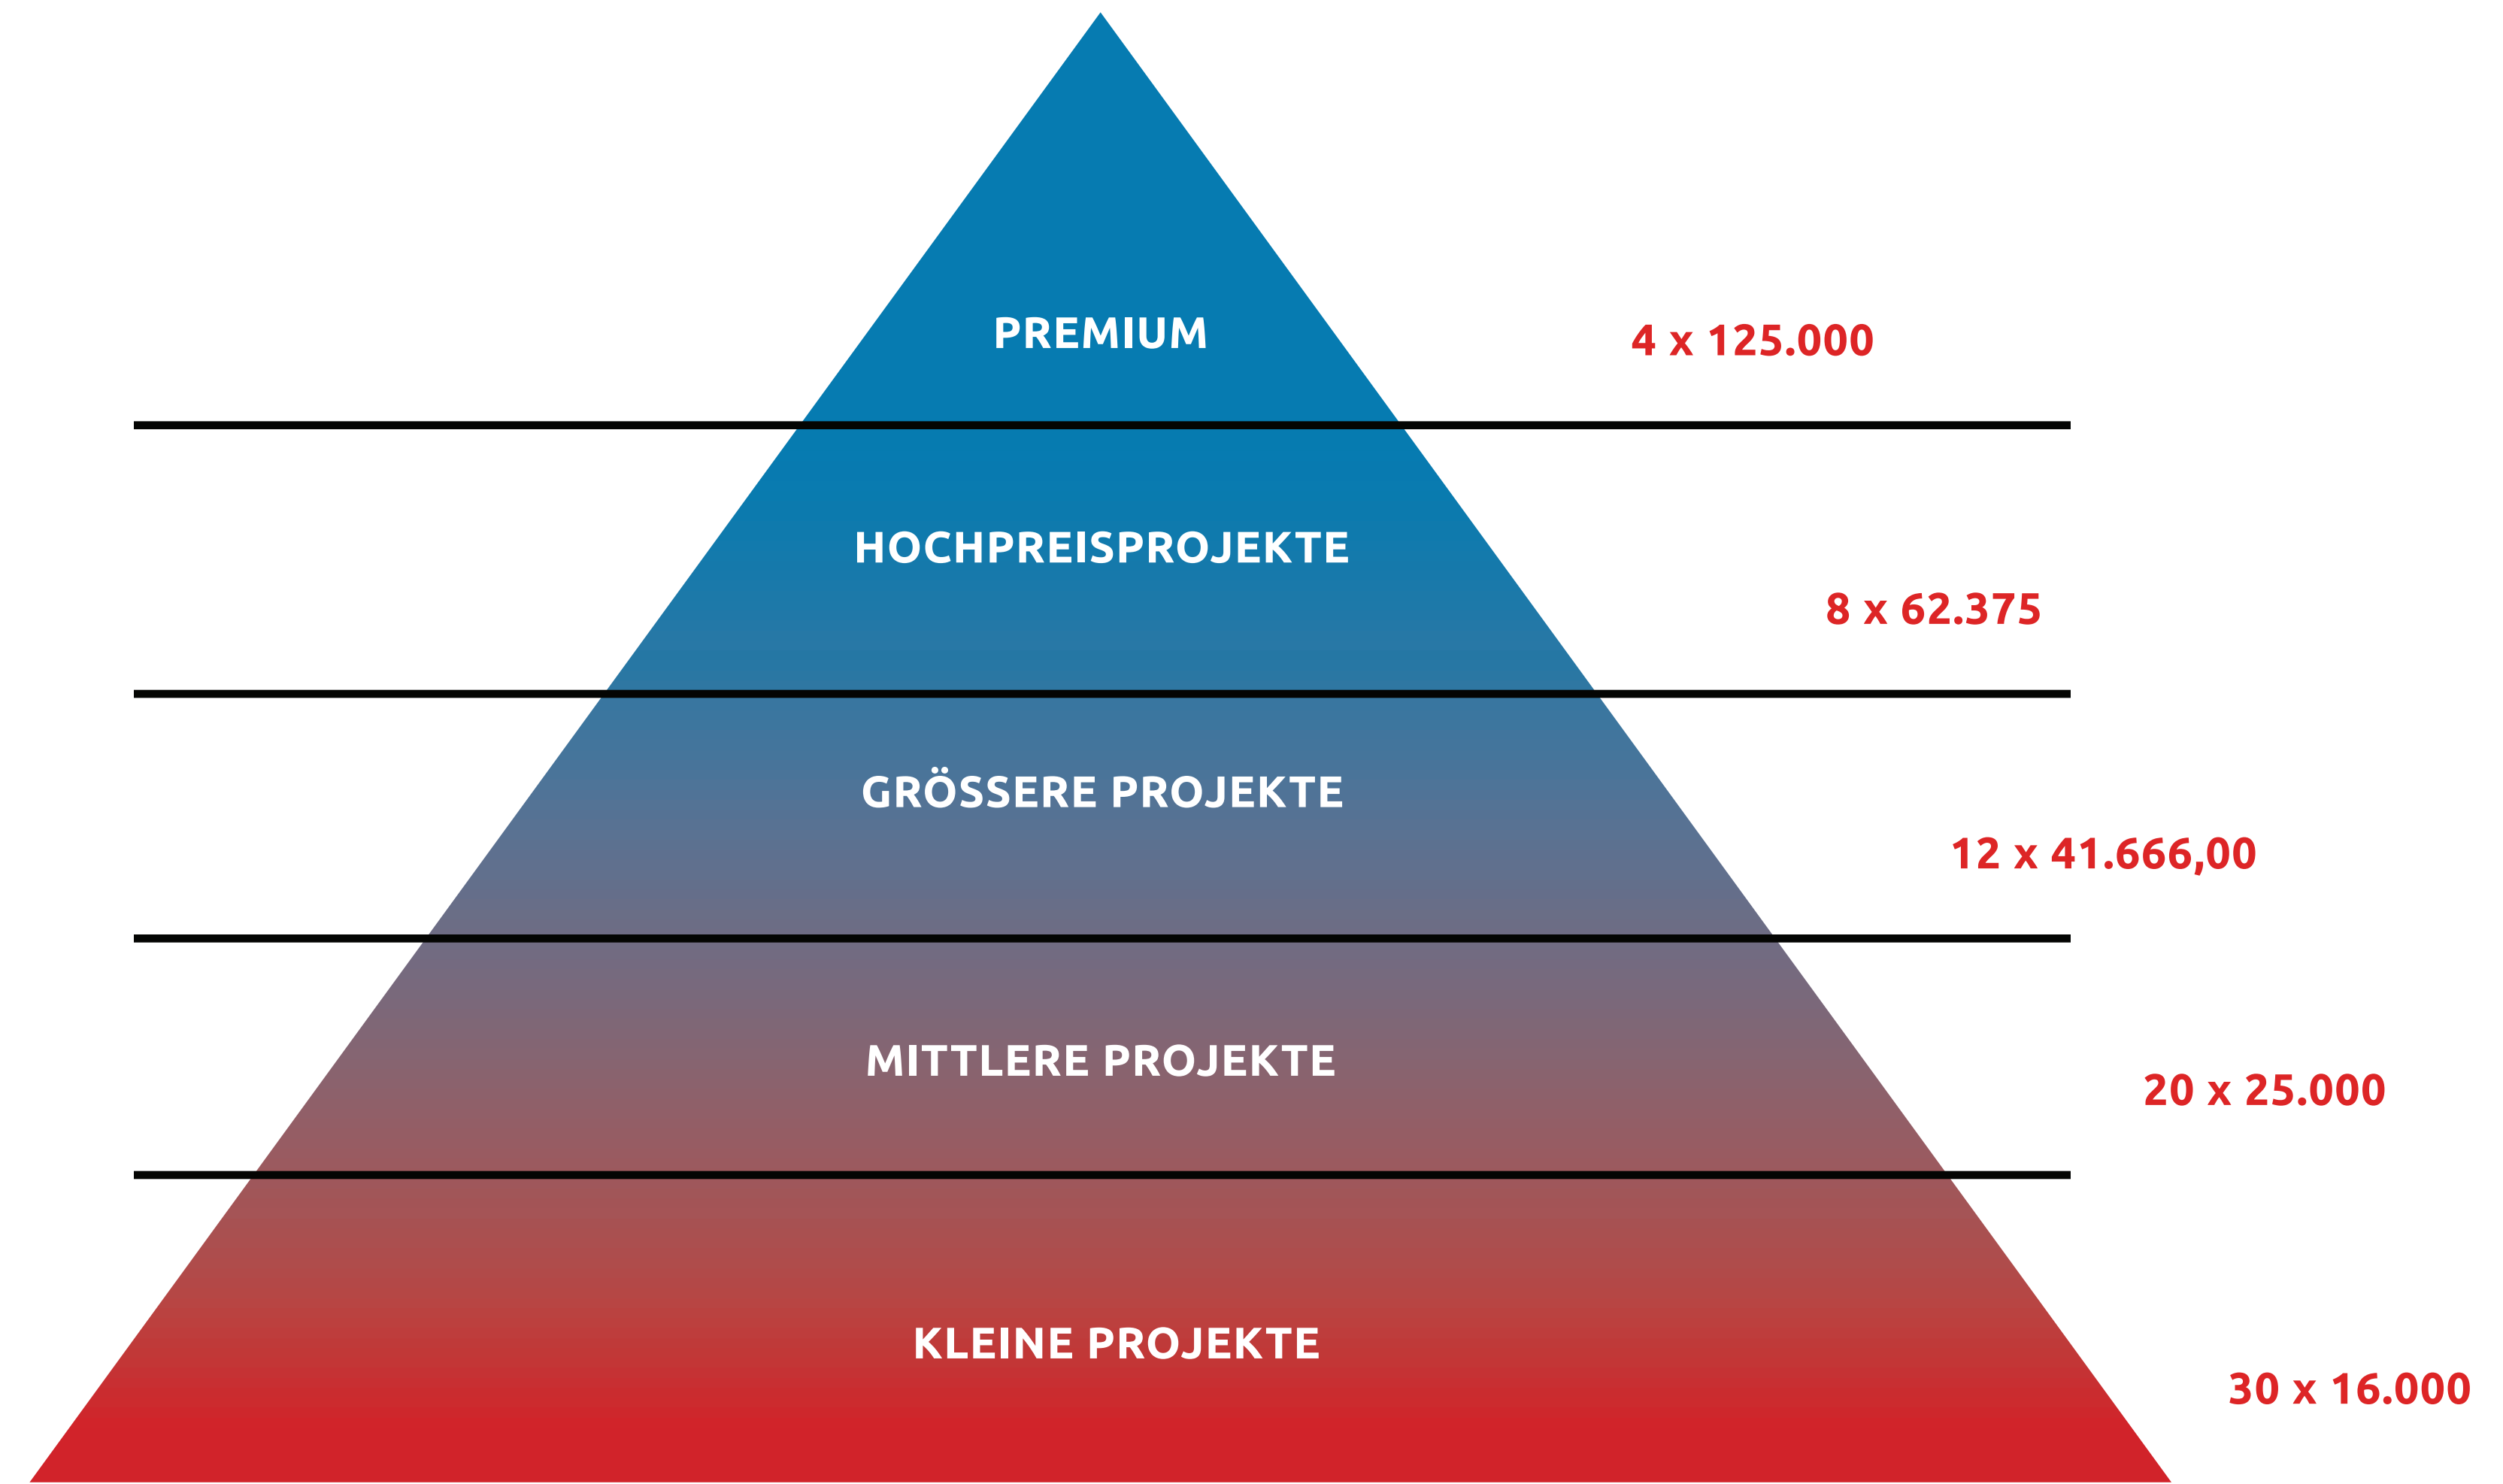 PREMIUM
4 x 125.000
HOCHPREISPROJEKTE
8 x 62.375
GRÖSSERE PROJEKTE
12 x 41.666,00
MITTLERE PROJEKTE
20 x 25.000
KLEINE PROJEKTE
30 x 16.000